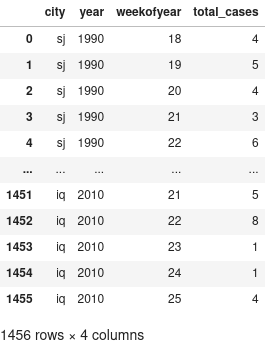 city year weekofyear total_cases
0 sj 1990 18 4
1 sj 1990 19 5
2 sj 1990 20 4
3 sj 1990 21 3
4 sj 1990 22 6
... ... ... ... ...
1451 iq 2010 21 5
1452 iq 2010 22 8
1453 iq 2010 23 1
1454 iq 2010 24 1
1455 iq 2010 25 4
1456 rows × 4 columns